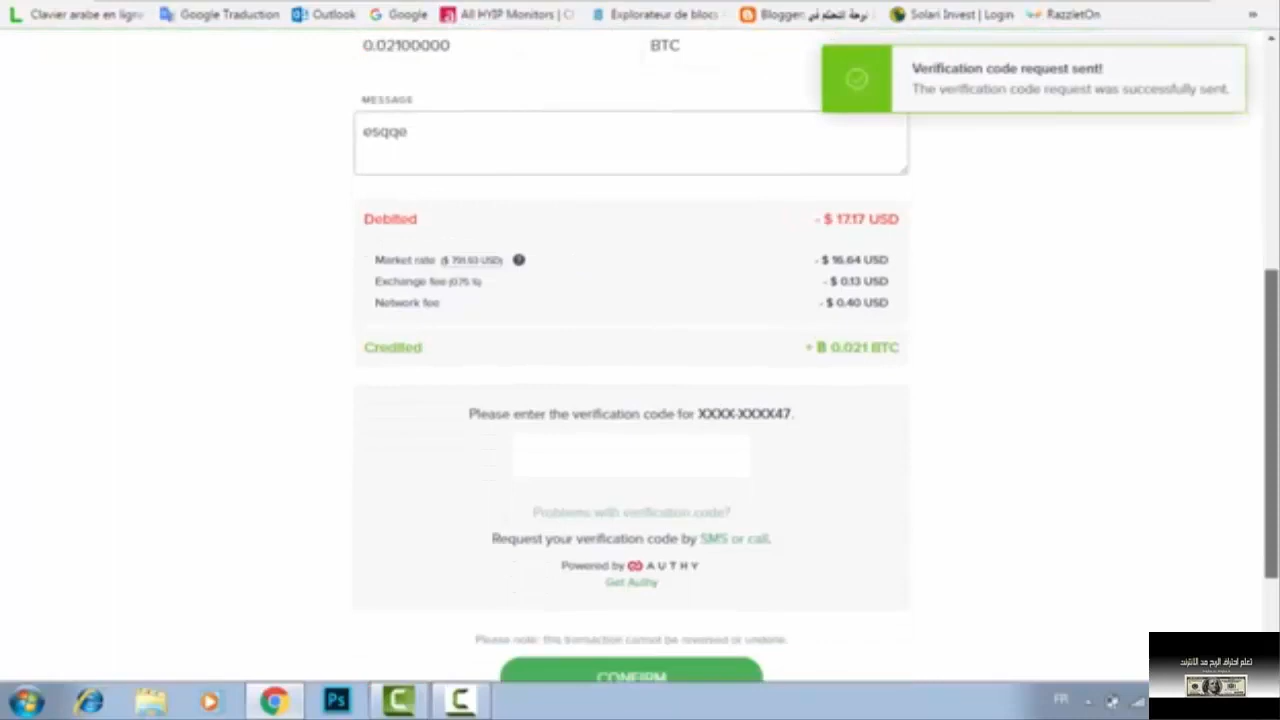 Clavier arabe en ligne
Google Traduction
Outlook
Google
All HYIP Monitors | C
Explorateur de blocs
Blogger:
Solari Invest | Login
RazzietOn
»
0.02100000
BTC
Verification code request sent!
The verification code request was successfully sent.
MESSAGE
esqqe
Debited
- $ 17.17 USD
Market rate
- $ 16.64 USD
Exchange fee (0.75 %)
- $ 0.13 USD
Network fee
- $ 0.40 USD
Credited
+ B 0.021 BTC
Please enter the verification code for XXXX-XXXX47.
Problems with verification code?
Request your verification code by SMS or call.
Powered by AUTHY
Get Authy
Please note: this transaction cannot be reversed or undone.
CONFIRM
Ps
FR